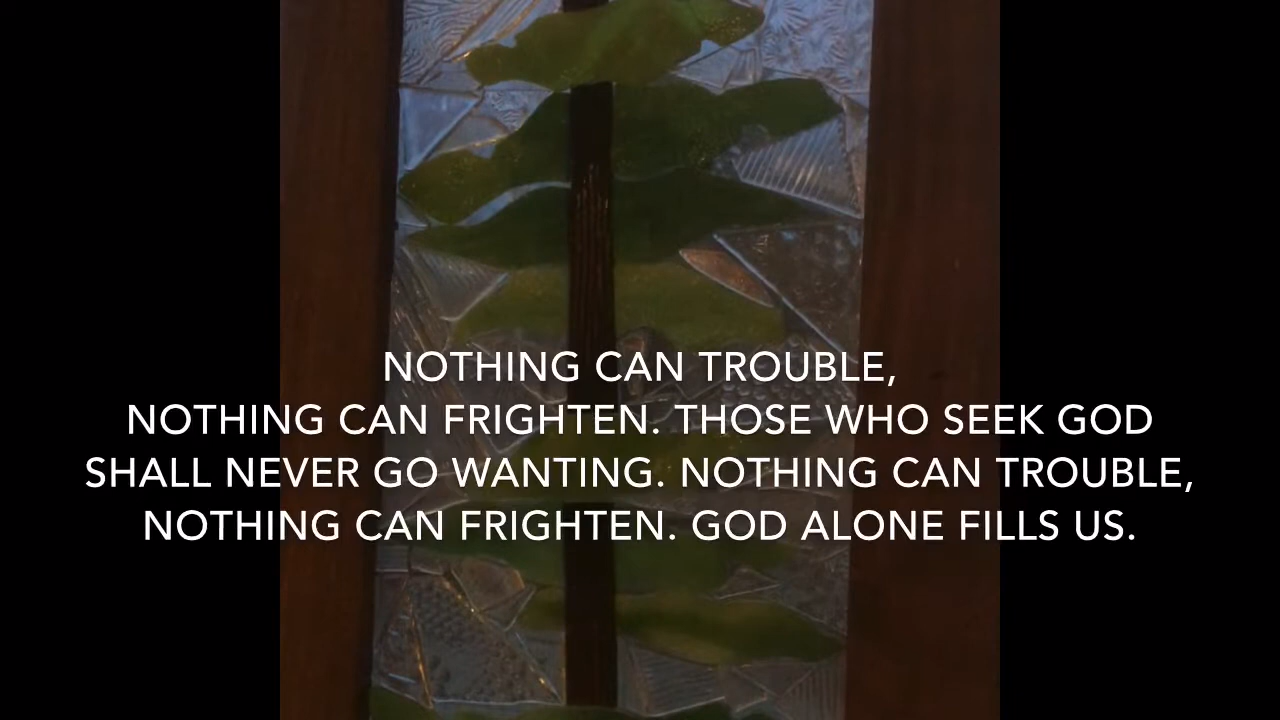 NOTHING CAN TROUBLE,
NOTHING CAN FRIGHTEN. THOSE WHO SEEK GOD
SHALL NEVER GO WANTING. NOTHING CAN TROUBLE,
NOTHING CAN FRIGHTEN. GOD ALONE FILLS US.